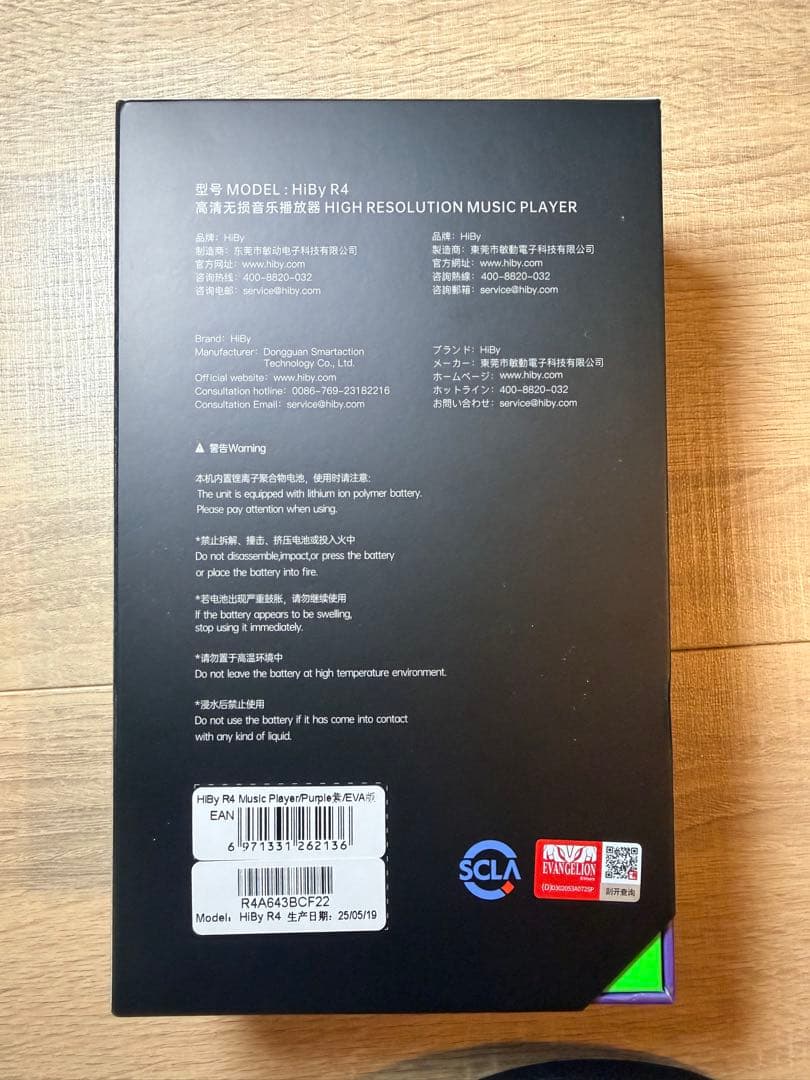 型号 MODEL : HiBy R4
高清无损音乐播放器 HIGH RESOLUTION MUSIC PLAYER
品牌：HiBy
制造商：东莞市敏动电子科技有限公司
官方网址：www.hiby.com
咨询热线：400-8820-032
咨询电邮：service@hiby.com
品牌：HiBy
製造商：東莞市敏動電子科技有限公司
官方網址：www.hiby.com
咨詢熱線：400-8820-032
咨詢郵箱：service@hiby.com
Brand：HiBy
Manufacturer：Dongguan Smartaction
Technology Co., Ltd.
Official website：www.hiby.com
Consultation hotline：0086-769-23182216
Consultation Email：service@hiby.com
ブランド：HiBy
メーカー：東莞市敏動電子科技有限公司
ホームページ：www.hiby.com
ホットライン：400-8820-032
お問い合わせ：service@hiby.com
警告Warning
本机内置锂离子聚合物电池，使用时请注意:
The unit is equipped with lithium ion polymer battery.
Please pay attention when using.
*禁止拆解、撞击、挤压电池或投入火中
Do not disassemble,impact,or press the battery
or place the battery into fire.
*若电池出现严重鼓胀，请勿继续使用
If the battery appears to be swelling,
stop using it immediately.
*请勿置于高温环境中
Do not leave the battery at high temperature environment.
*浸水后禁止使用
Do not use the battery if it has come into contact
with any kind of liquid.
HiBy R4 Music Player/Purple紫/EVA版
EAN
6 971331 262136
R4A643BCF22
Model： HiBy R4 生产日期：25/05/19
SCLA
EVANGELION
刮开查询